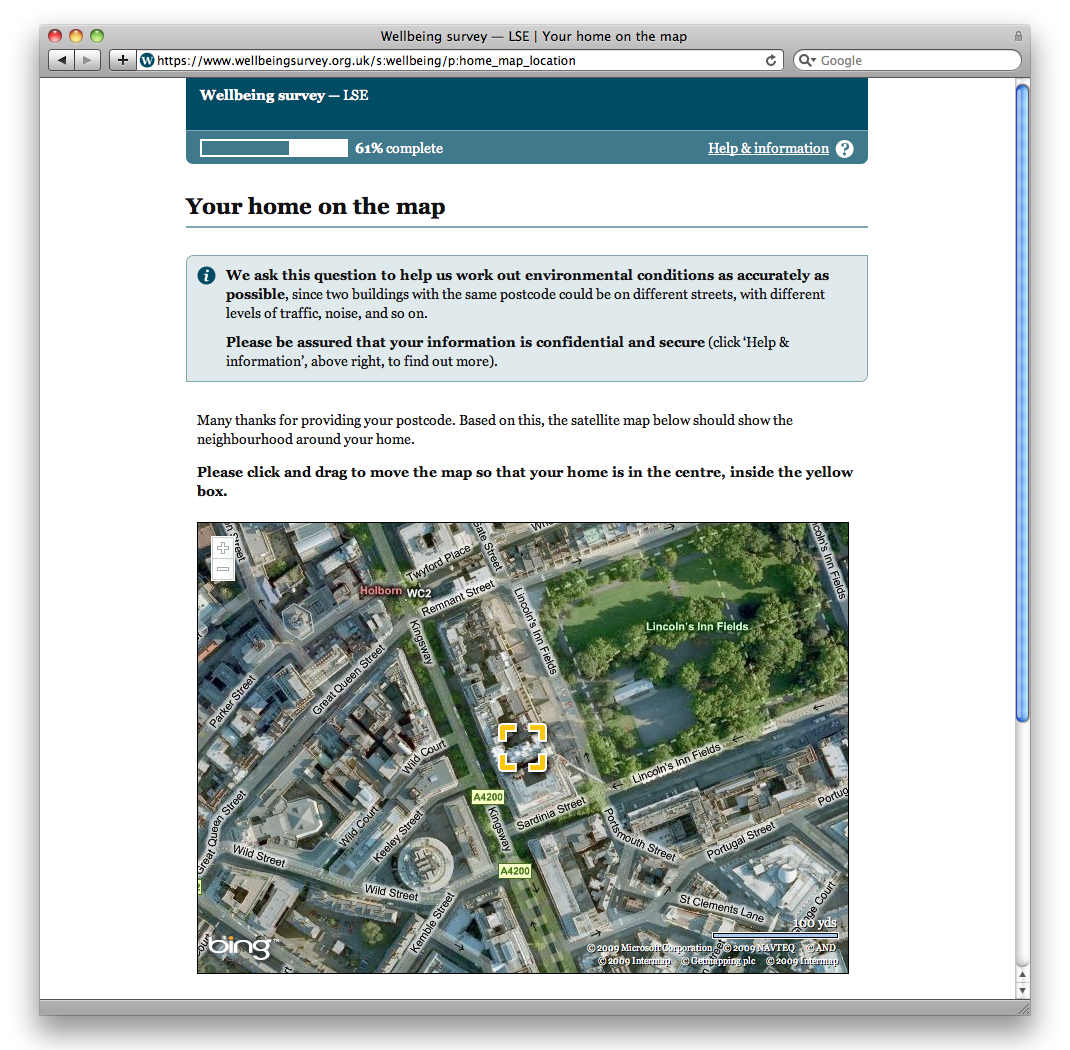 Wellbeing survey — LSE | Your home on the map
https://www.wellbeingsurvey.org.uk/s:wellbeing/p:home_map_location
Google
Wellbeing survey — LSE
61% complete
Help & information ?
Your home on the map
We ask this question to help us work out environmental conditions as accurately as
possible, since two buildings with the same postcode could be on different streets, with different
levels of traffic, noise, and so on.
Please be assured that your information is confidential and secure (click ‘Help &
information’, above right, to find out more).
Many thanks for providing your postcode. Based on this, the satellite map below should show the
neighbourhood around your home.
Please click and drag to move the map so that your home is in the centre, inside the yellow
box.
Twyford Place
Holborn WC2
Remnant Street
Kingsway
Lincoln's Inn Fields
Lincoln's Inn Fields
Lincoln's Inn Fields
Great Queen Street
Parker Street
Wild Court
Lincoln's Inn Fields
A4200
Kingsway
Sardinia Street
Great Queen Street
Wild Court
Keeley Street
Portsmouth Street
Portugal Street
Wild Street
A4200
Wild Street
St Clements Lane
Kemble Street
100 yds
bing™
© 2009 Microsoft Corporation © 2009 NAVTEQ © AND
© 2009 Intermap © Getmapping plc © 2009 Intermap